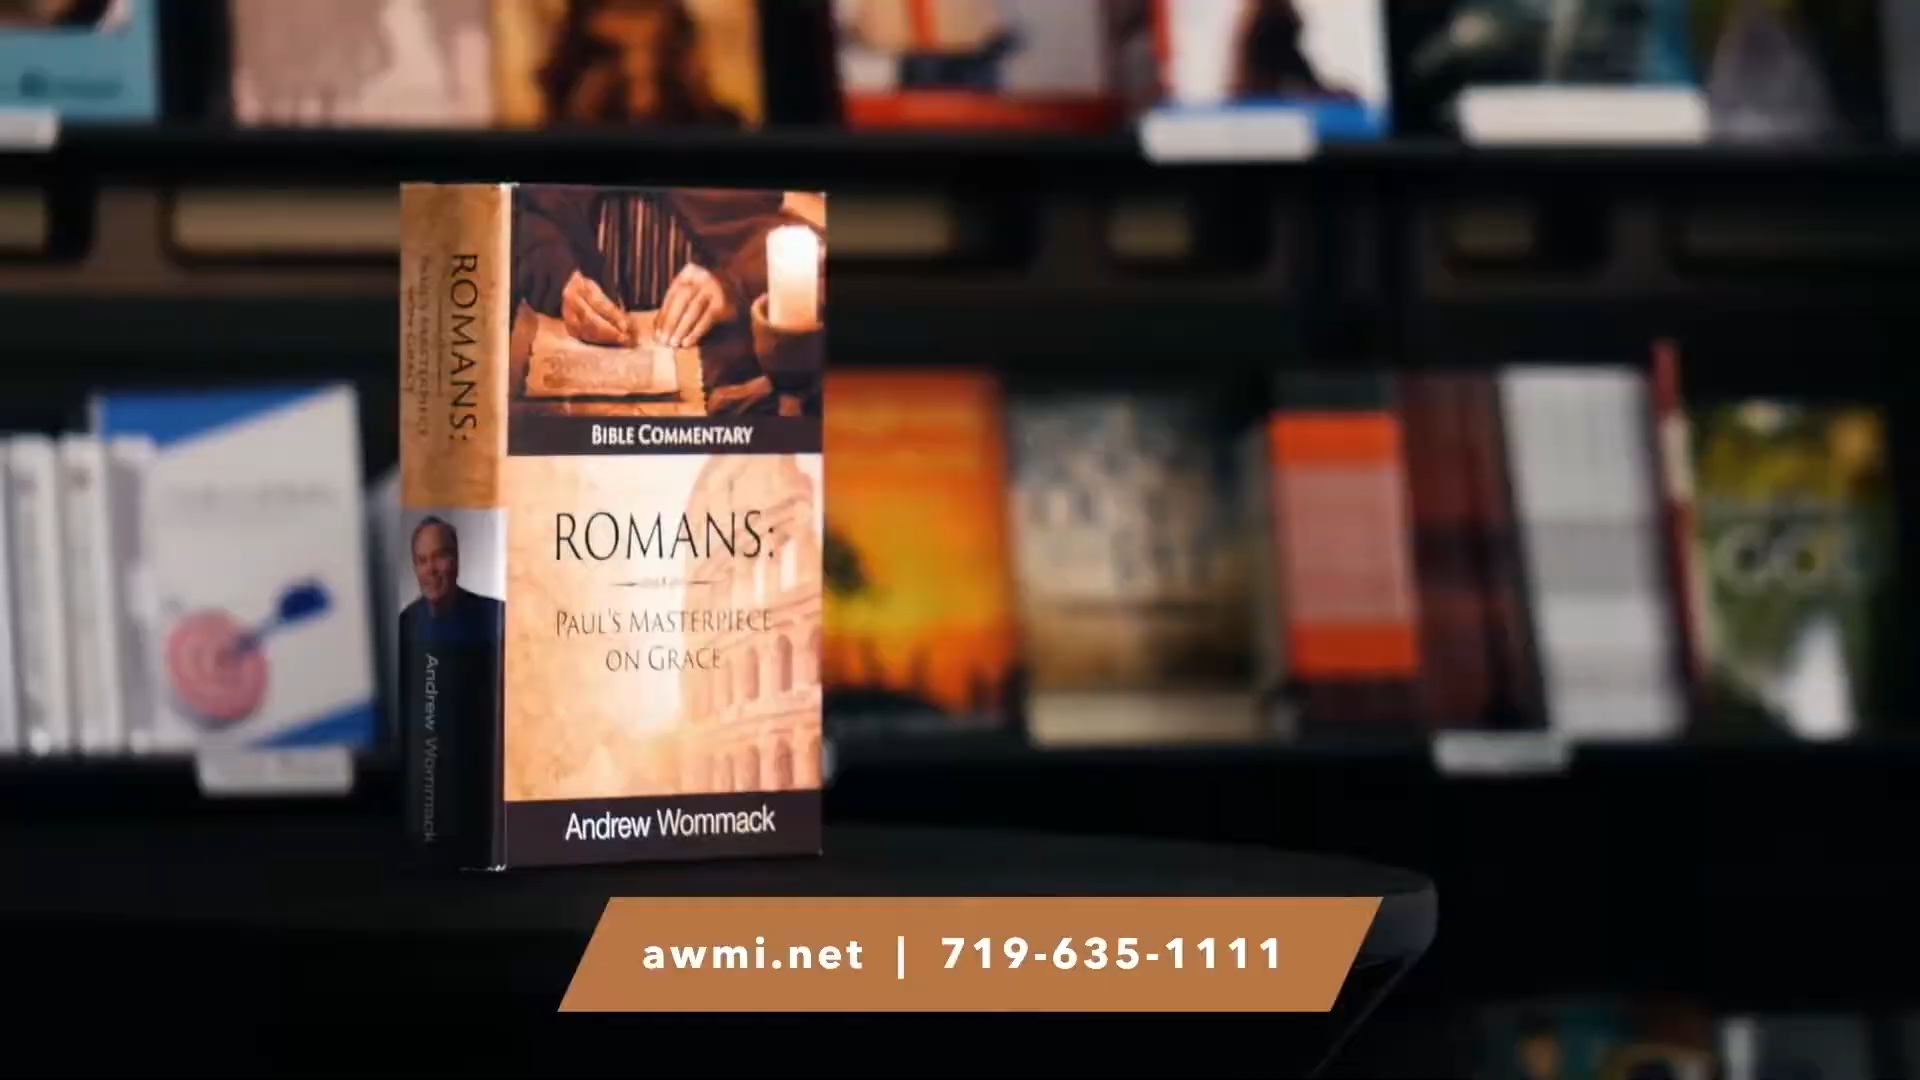 ROMANS:
PAUL'S MASTERPIECE
ON GRACE
Andrew Wommack
BIBLE COMMENTARY
ROMANS:
PAUL'S MASTERPIECE
ON GRACE
Andrew Wommack
awmi.net | 719-635-1111